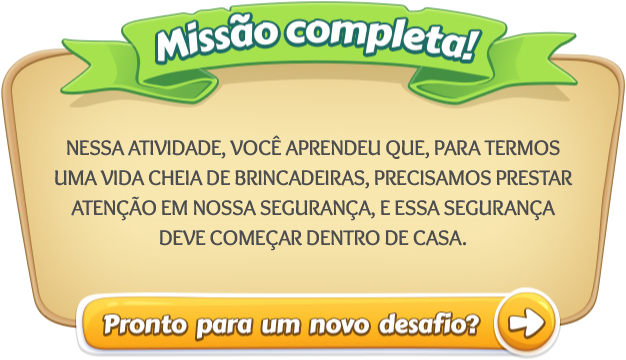 Missão completa!
NESSA ATIVIDADE, VOCÊ APRENDEU QUE, PARA TERMOS
UMA VIDA CHEIA DE BRINCADEIRAS, PRECISAMOS PRESTAR
ATENÇÃO EM NOSSA SEGURANÇA, E ESSA SEGURANÇA
DEVE COMEÇAR DENTRO DE CASA.
Pronto para um novo desafio?